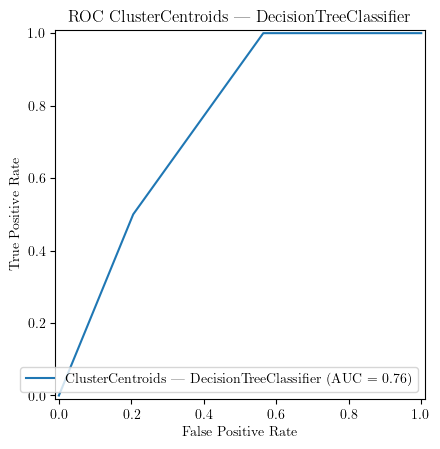 ROC ClusterCentroids — DecisionTreeClassifier
1.0
0.8
0.6
0.4
0.2
0.0
True Positive Rate
ClusterCentroids — DecisionTreeClassifier (AUC = 0.76)
0.0 0.2 0.4 0.6 0.8 1.0
False Positive Rate